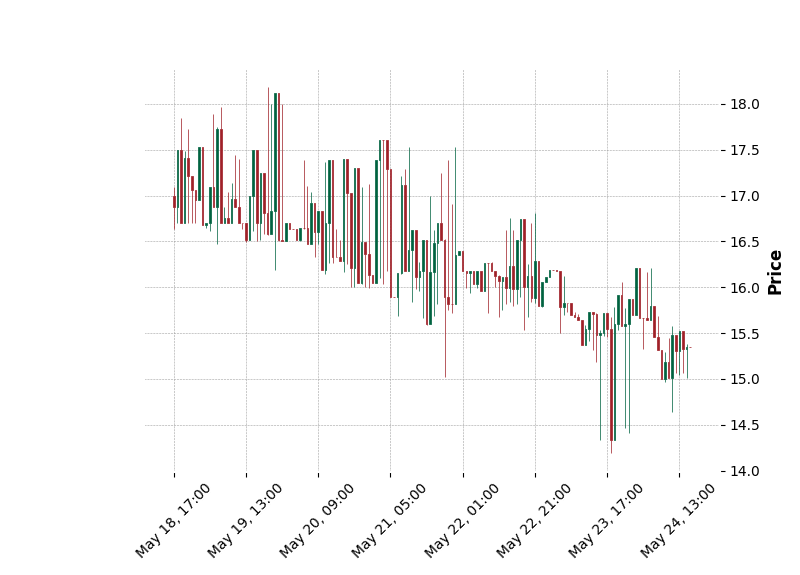 18.0
17.5
17.0
16.5
16.0
15.5
15.0
14.5
14.0
Price
May 18, 17:00
May 19, 13:00
May 20, 09:00
May 21, 05:00
May 22, 01:00
May 22, 21:00
May 23, 17:00
May 24, 13:00